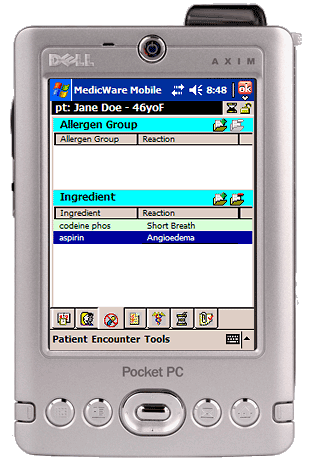 DELL AXIM
MedicWare Mobile 8:48 ok
pt: Jane Doe - 46yoF
Allergen Group
Allergen Group Reaction
Ingredient
Ingredient Reaction
codeine phos Short Breath
aspirin Angioedema
Patient Encounter Tools
Pocket PC